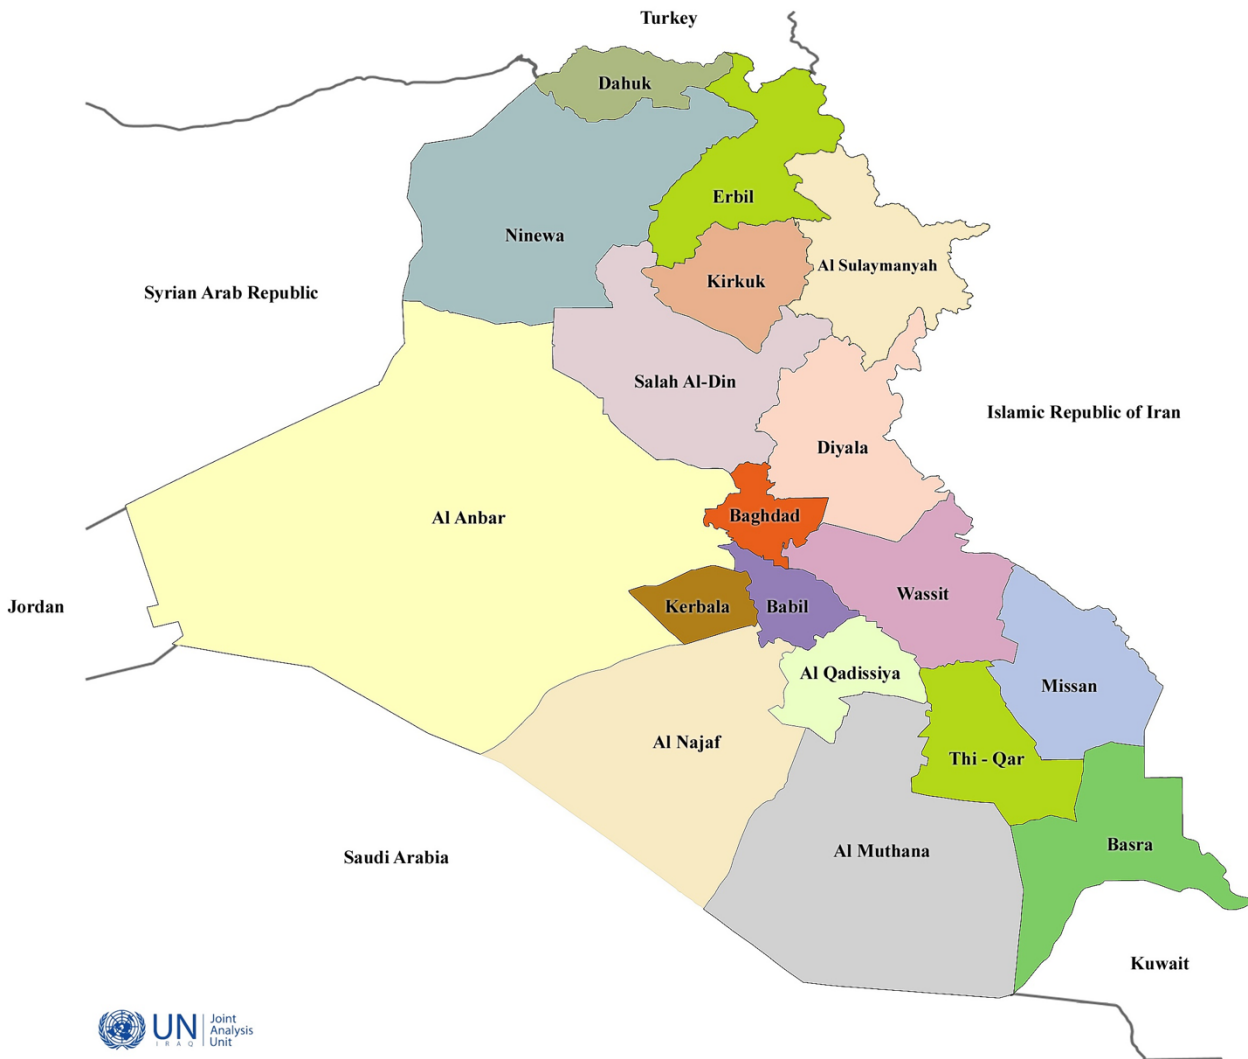 Turkey
Dahuk
Erbil
Ninewa
Al Sulaymanyah
Kirkuk
Syrian Arab Republic
Salah Al-Din
Islamic Republic of Iran
Diyala
Al Anbar
Baghdad
Jordan
Kerbala
Babil
Wassit
Al Qadissiya
Missan
Al Najaf
Thi - Qar
Saudi Arabia
Al Muthana
Basra
Kuwait
UN
IRAQ
Joint
Analysis
Unit